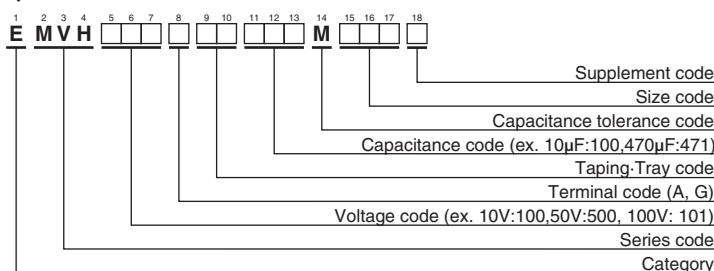 1 2 3 4 5 6 7 8 9 10 11 12 13 14 15 16 17 18
E MVH M
Supplement code
Size code
Capacitance tolerance code
Capacitance code (ex. 10μF:100,470μF:471)
Taping·Tray code
Terminal code (A, G)
Voltage code (ex. 10V:100,50V:500, 100V: 101)
Series code
Category